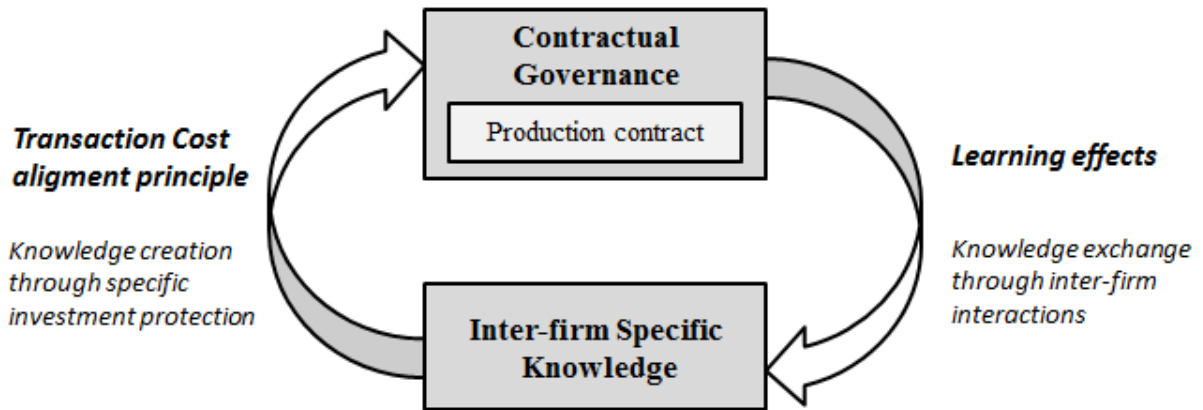 Contractual
Governance
Production contract
Transaction Cost
aligment principle
Knowledge creation
through specific
investment protection
Learning effects
Knowledge exchange
through inter-firm
interactions
Inter-firm Specific
Knowledge